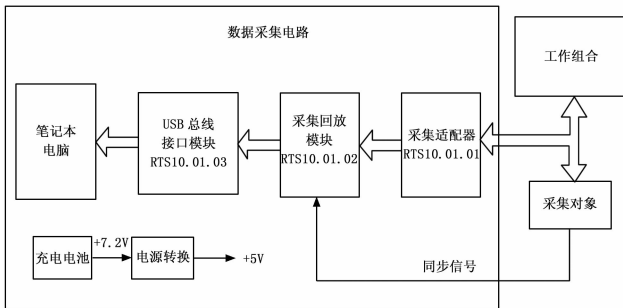 数据采集电路
工作组合
笔记本
电脑
USB 总线
接口模块
RTS10.01.03
采集回放
模块
RTS10.01.02
采集适配器
RTS10.01.01
采集对象
充电电池
+7.2V
电源转换
+5V
同步信号